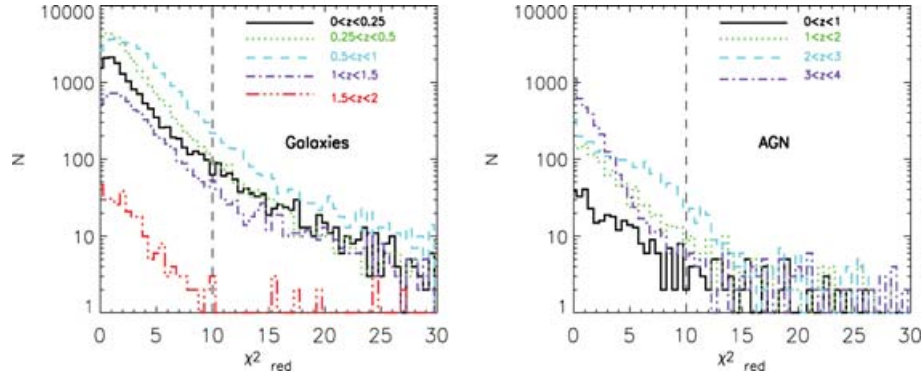 10000
1000
100
10
1
N
0<z<0.25
0.25<z<0.5
0.5<z<1
1<z<1.5
1.5<z<2
Galaxies
0 5 10 15 20 25 30
χ² red
10000
1000
100
10
1
N
0<z<1
1<z<2
2<z<3
3<z<4
AGN
0 5 10 15 20 25 30
χ² red